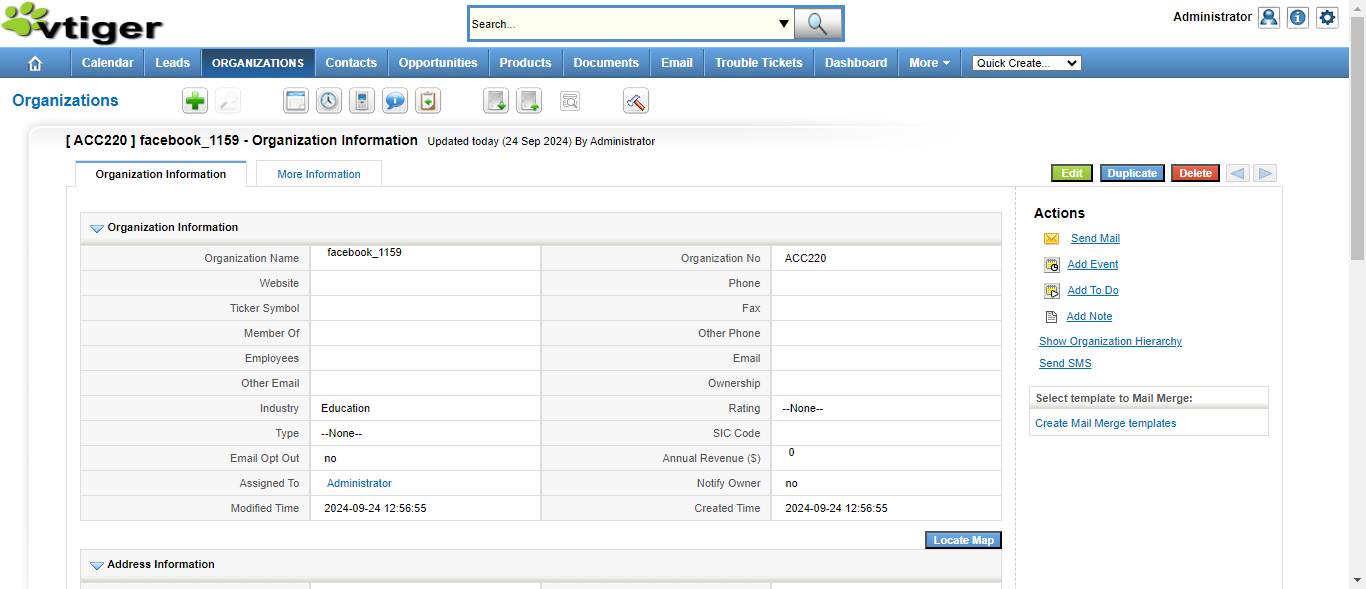 vtiger
Search...
Administrator
Calendar Leads ORGANIZATIONS Contacts Opportunities Products Documents Email Trouble Tickets Dashboard More Quick Create...
Organizations
[ ACC220 ] facebook_1159 - Organization Information Updated today (24 Sep 2024) By Administrator
Organization Information More Information
Edit Duplicate Delete
Organization Information
Organization Name facebook_1159 Organization No ACC220
Website Phone
Ticker Symbol Fax
Member Of Other Phone
Employees Email
Other Email Ownership
Industry Education Rating --None--
Type --None-- SIC Code
Email Opt Out no Annual Revenue ($) 0
Assigned To Administrator Notify Owner no
Modified Time 2024-09-24 12:56:55 Created Time 2024-09-24 12:56:55
Locate Map
Address Information
Actions
Send Mail
Add Event
Add To Do
Add Note
Show Organization Hierarchy
Send SMS
Select template to Mail Merge:
Create Mail Merge templates